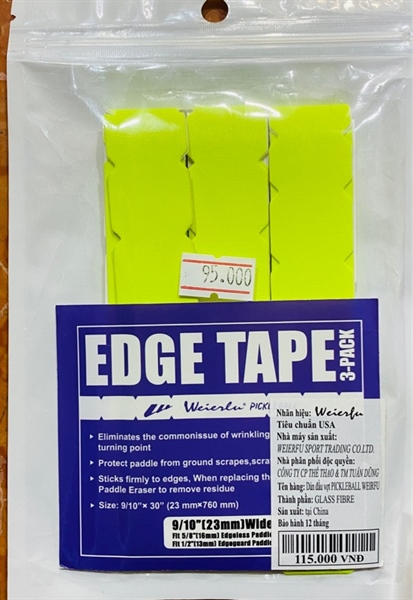 95.000
EDGE TAPE
3-PACK
Weierfu® PICKLE
Eliminates the commonissue of wrinkling
turning point
Protect paddle from ground scrapes,scra
Sticks firmly to edges, When replacing th
Paddle Eraser to remove residue
Size: 9/10"× 30" (23 mm×760 mm)
9/10"(23mm)Wide
Fit 5/8"(16mm) Edgeless Paddle
Fit 1/2"(13mm) Edgeguard Paddle
Nhãn hiệu: Weierfu
Tiêu chuẩn USA
Nhà máy sản xuất:
WEIERFU SPORT TRADING CO.LTD.
Nhà phân phối độc quyền:
CÔNG TY CP THỂ THAO & TM TUẤN DŨNG
Tên hàng: Dán đầu vợt PICKLEBALL WEIRFU
Thành phần: GLASS FIBRE
Sản xuất: tại China
Bảo hành 12 tháng
115.000 VNĐ